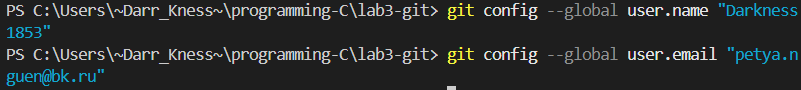 PS C:\Users\~Darr_Kness~\programming-C\lab3-git> git config --global user.name "Darkness
1853"
PS C:\Users\~Darr_Kness~\programming-C\lab3-git> git config --global user.email "petya.n
guen@bk.ru"